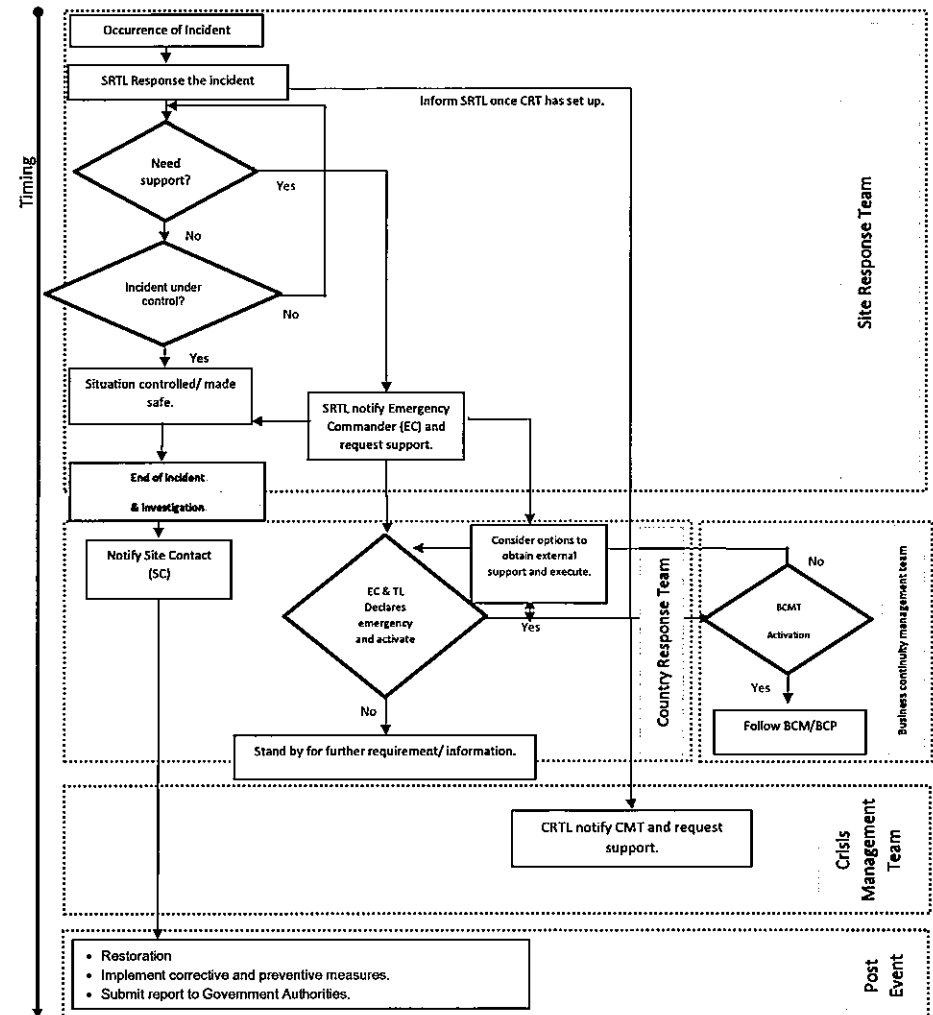 Timing
Occurrence of Incident
SRTL Response the incident
Inform SRTL once CRT has set up.
Need
support?
Yes
No
Incident under
control?
No
Yes
Situation controlled/ made
safe.
SRTL notify Emergency
Commander (EC) and
request support.
End of incident
& Investigation
Site Response Team
Notify Site Contact
(SC)
EC & TL
Declares
emergency
and activate
Consider options to
obtain external
support and execute.
Yes
No
Stand by for further requirement/ information.
Country Response Team
No
BCMT
Activation
Yes
Follow BCM/BCP
Business continuity management team
CRTL notify CMT and request
support.
Crisis
Management
Team
• Restoration
• Implement corrective and preventive measures.
• Submit report to Government Authorities.
Post
Event